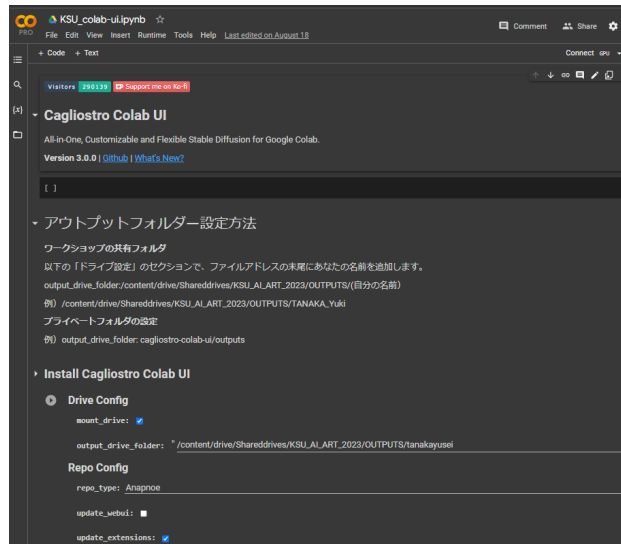 CO
PRO
KSU_colab-ui.ipynb
Comment Share
File Edit View Insert Runtime Tools Help Last edited on August 18
+ Code + Text
Connect GPU
Visitors 290139 Support me on Ko-fi
{x}
Cagliostro Colab UI
All-in-One, Customizable and Flexible Stable Diffusion for Google Colab.
Version 3.0.0 | Github | What's New?
[ ]
アウトプットフォルダー設定方法
ワークショップの共有フォルダ
以下の「ドライブ設定」のセクションで、ファイルアドレスの末尾にあなたの名前を追加します。
output_drive_folder:/content/drive/Shareddrives/KSU_AI_ART_2023/OUTPUTS/(自分の名前)
例）/content/drive/Shareddrives/KSU_AI_ART_2023/OUTPUTS/TANAKA_Yuki
プライベートフォルダの設定
例）output_drive_folder: cagliostro-colab-ui/outputs
Install Cagliostro Colab UI
Drive Config
mount_drive:
output_drive_folder: "/content/drive/Shareddrives/KSU_AI_ART_2023/OUTPUTS/tanakayusei
Repo Config
repo_type: Anapnoe
update_webui:
update_extensions: